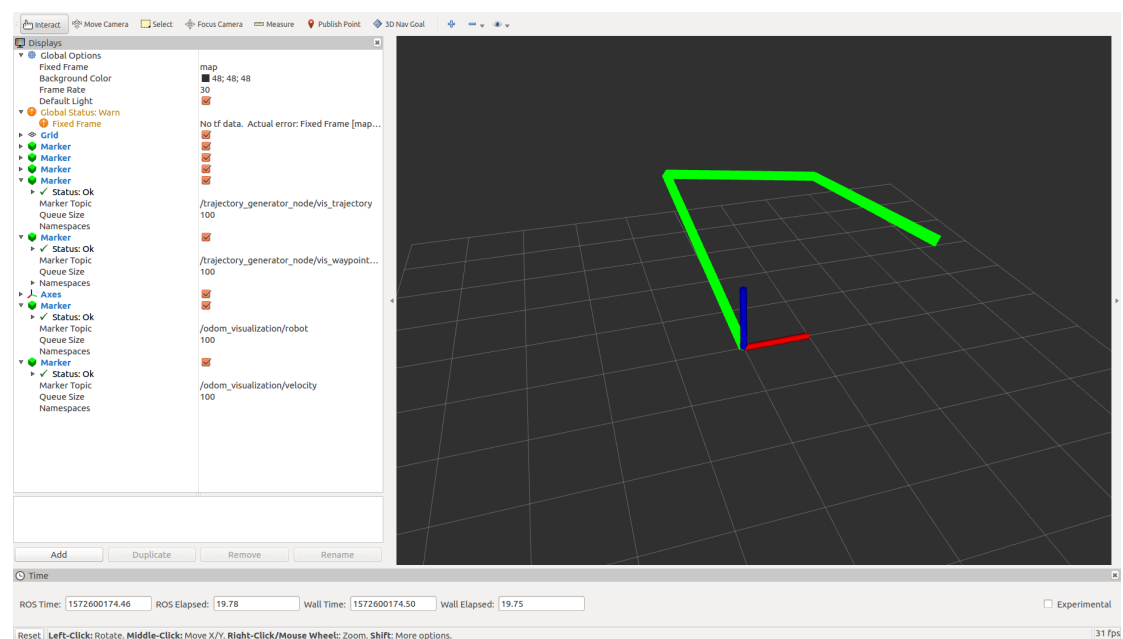 Interact Move Camera Select Focus Camera Measure Publish Point 3D Nav Goal
Displays
Global Options
Fixed Frame map
Background Color 48; 48; 48
Frame Rate 30
Default Light
Global Status: Warn
Fixed Frame No tf data. Actual error: Fixed Frame [map...
Grid
Marker
Marker
Marker
Marker
Status: Ok
Marker Topic /trajectory_generator_node/vis_trajectory
Queue Size 100
Namespaces
Marker
Status: Ok
Marker Topic /trajectory_generator_node/vis_waypoint...
Queue Size 100
Namespaces
Axes
Marker
Status: Ok
Marker Topic /odom_visualization/robot
Queue Size 100
Namespaces
Marker
Status: Ok
Marker Topic /odom_visualization/velocity
Queue Size 100
Namespaces
Add Duplicate Remove Rename
Time
ROS Time: 1572600174.46 ROS Elapsed: 19.78 Wall Time: 1572600174.50 Wall Elapsed: 19.75 Experimental
Reset Left-Click: Rotate. Middle-Click: Move X/Y. Right-Click/Mouse Wheel:: Zoom. Shift: More options. 31 fps